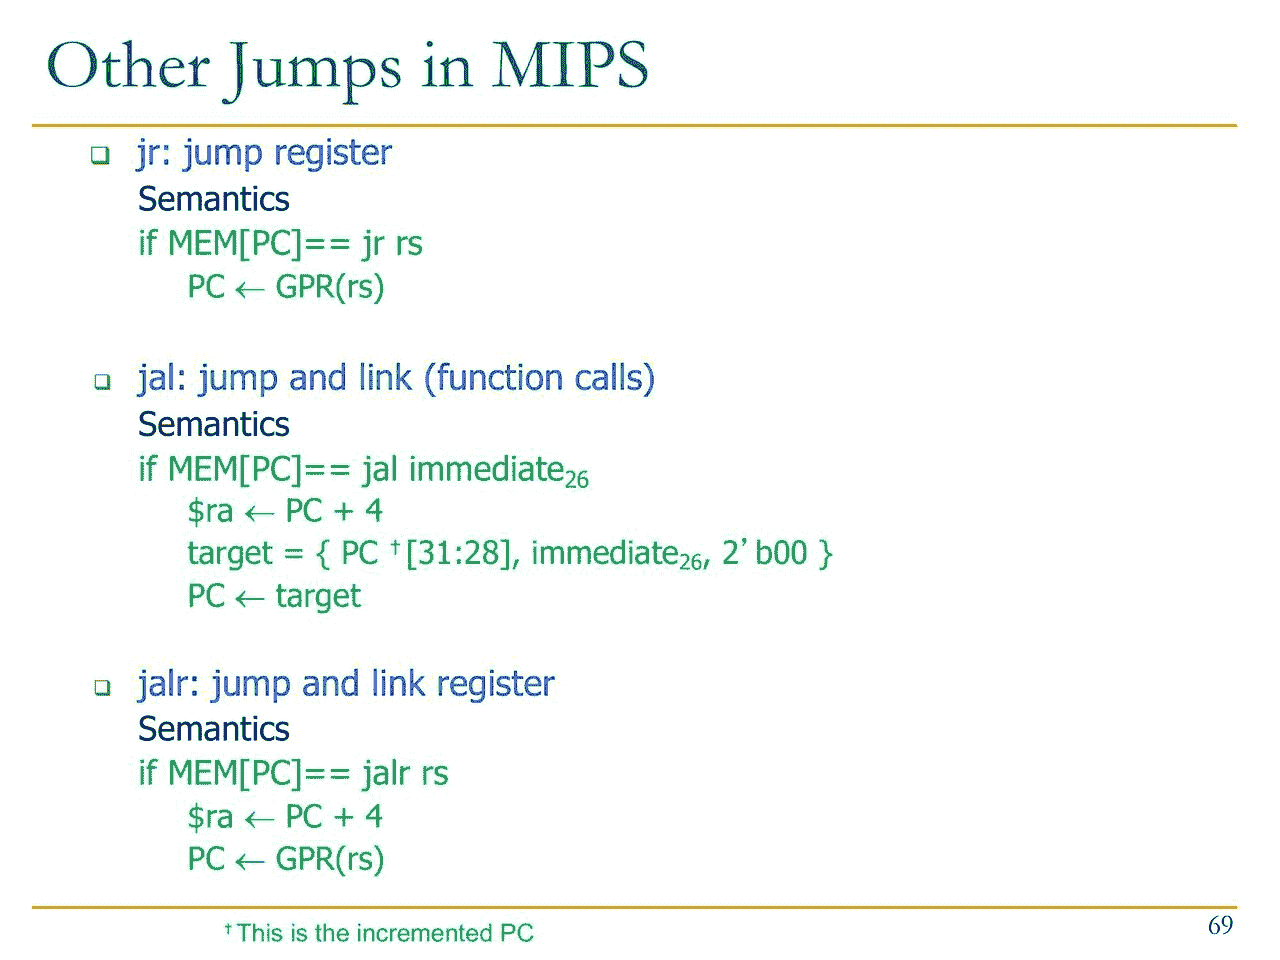 Other Jumps in MIPS
❑ jr: jump register
Semantics
if MEM[PC]== jr rs
PC ← GPR(rs)
❑ jal: jump and link (function calls)
Semantics
if MEM[PC]== jal immediate₂₆
$ra ← PC + 4
target = { PC †[31:28], immediate₂₆, 2’b00 }
PC ← target
❑ jalr: jump and link register
Semantics
if MEM[PC]== jalr rs
$ra ← PC + 4
PC ← GPR(rs)
† This is the incremented PC
69